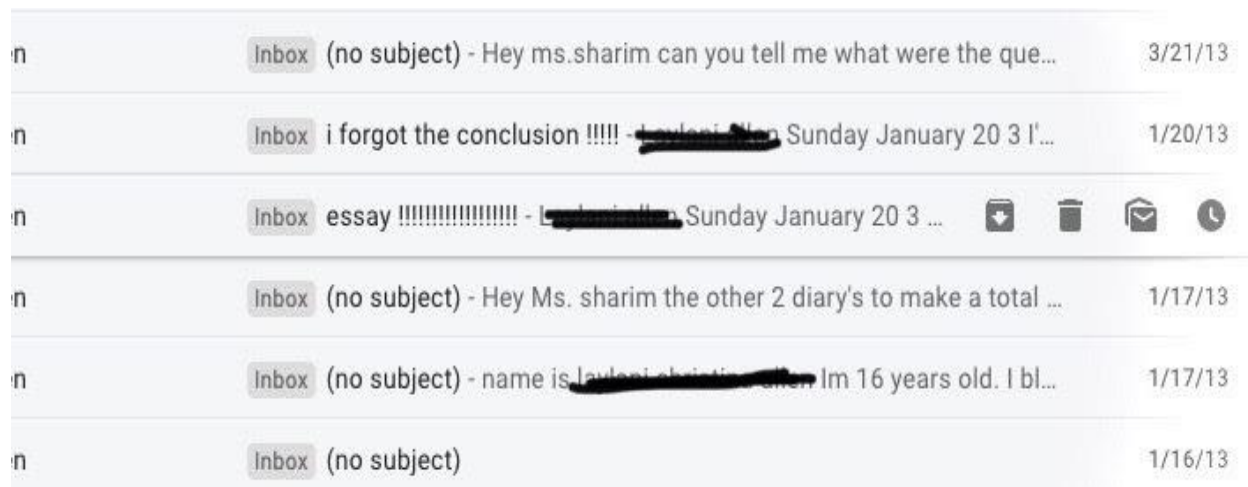 n Inbox (no subject) - Hey ms.sharim can you tell me what were the que... 3/21/13
n Inbox i forgot the conclusion !!!!! - Sunday January 20 3 I'... 1/20/13
n Inbox essay !!!!!!!!!!!!!!!!!! - Sunday January 20 3 ...
n Inbox (no subject) - Hey Ms. sharim the other 2 diary's to make a total ... 1/17/13
n Inbox (no subject) - name is Im 16 years old. I bl... 1/17/13
n Inbox (no subject) 1/16/13